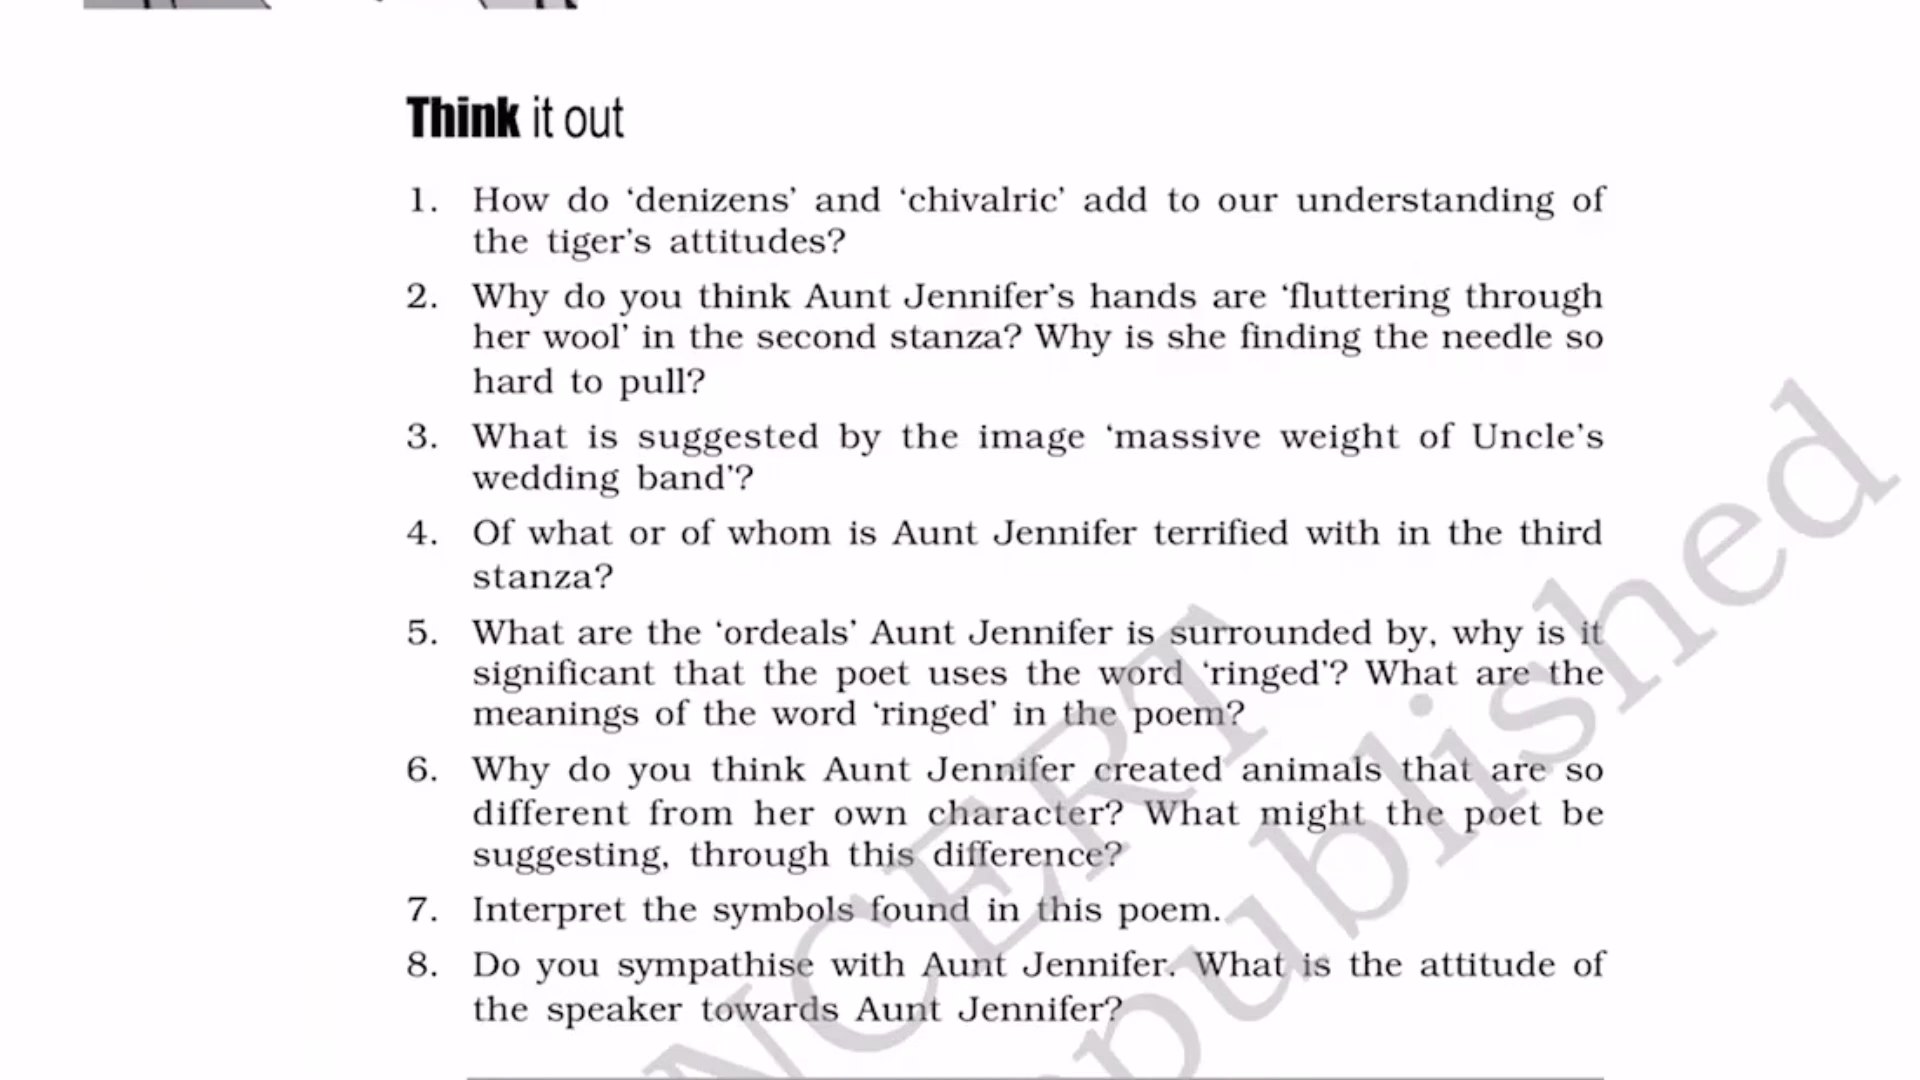 Think it out
1. How do ‘denizens’ and ‘chivalric’ add to our understanding of
the tiger’s attitudes?
2. Why do you think Aunt Jennifer’s hands are ‘fluttering through
her wool’ in the second stanza? Why is she finding the needle so
hard to pull?
3. What is suggested by the image ‘massive weight of Uncle’s
wedding band’?
4. Of what or of whom is Aunt Jennifer terrified with in the third
stanza?
5. What are the ‘ordeals’ Aunt Jennifer is surrounded by, why is it
significant that the poet uses the word ‘ringed’? What are the
meanings of the word ‘ringed’ in the poem?
6. Why do you think Aunt Jennifer created animals that are so
different from her own character? What might the poet be
suggesting, through this difference?
7. Interpret the symbols found in this poem.
8. Do you sympathise with Aunt Jennifer. What is the attitude of
the speaker towards Aunt Jennifer?
NCERT
published